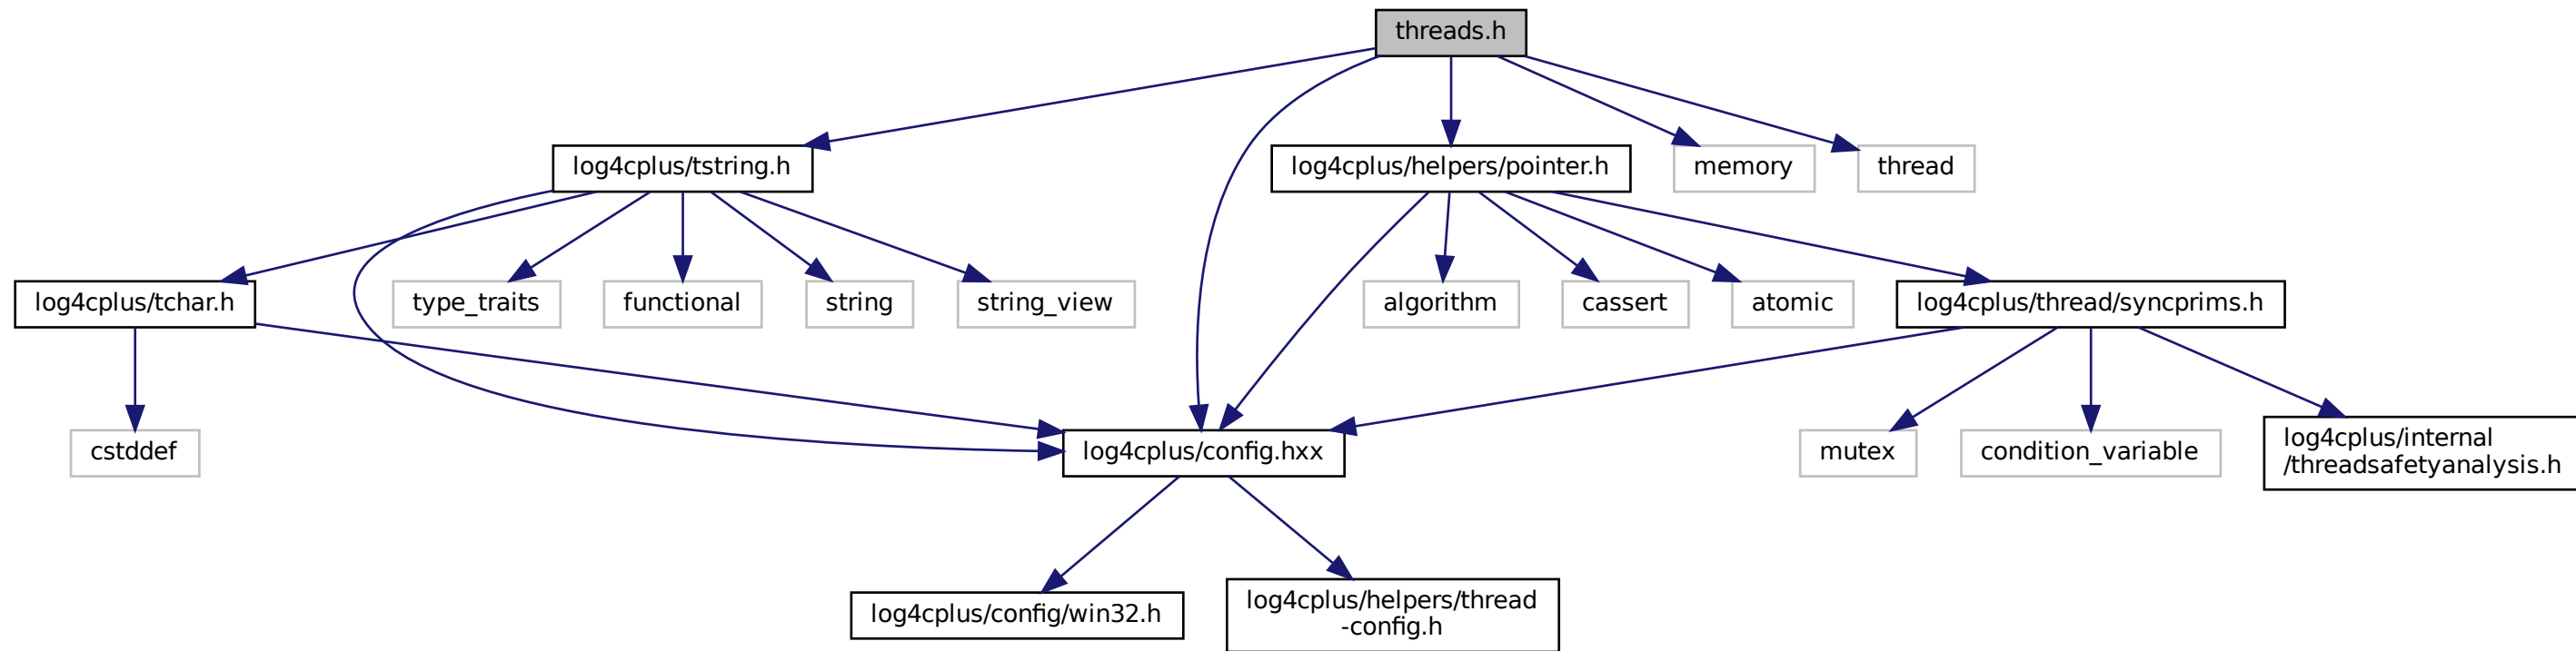 threads.h
log4cplus/tstring.h
log4cplus/helpers/pointer.h
memory
thread
log4cplus/tchar.h
type_traits
functional
string
string_view
algorithm
cassert
atomic
log4cplus/thread/syncprims.h
cstddef
log4cplus/config.hxx
mutex
condition_variable
log4cplus/internal
/threadsafetyanalysis.h
log4cplus/config/win32.h
log4cplus/helpers/thread
-config.h